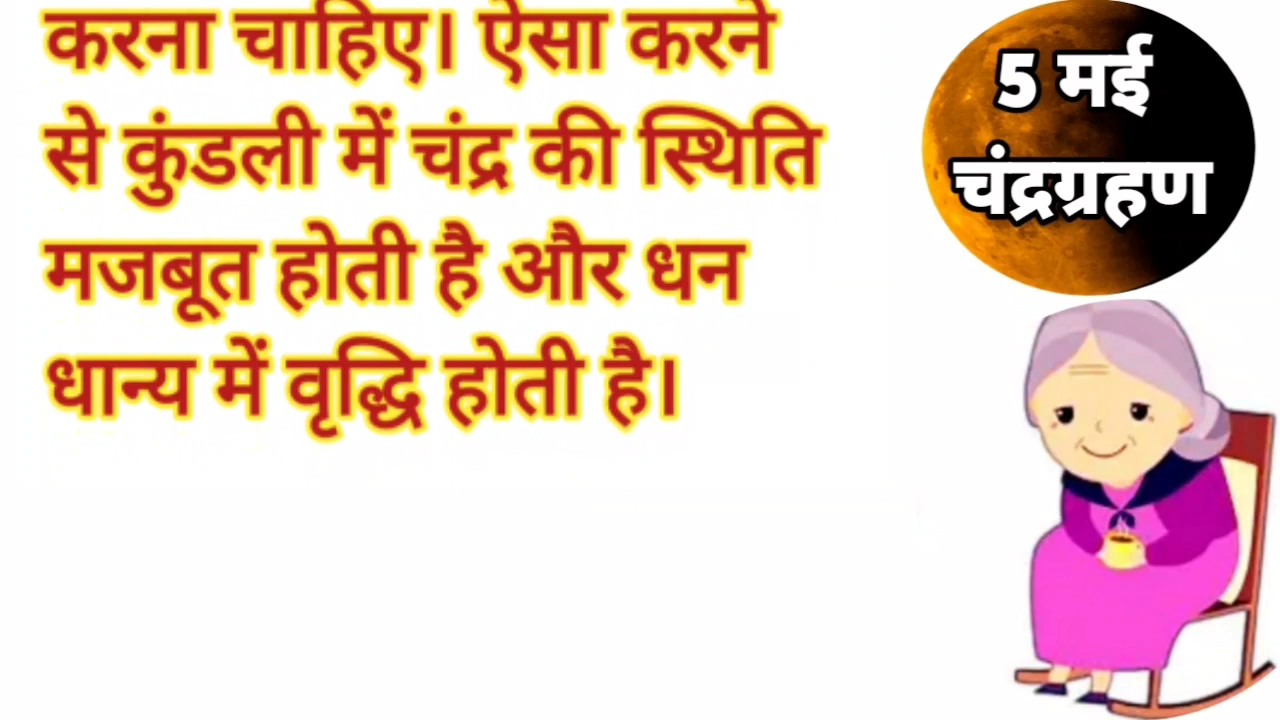 करना चाहिए। ऐसा करने
से कुंडली में चंद्र की स्थिति
मजबूत होती है और धन
धान्य में वृद्धि होती है।
5 मई
चंद्रग्रहण